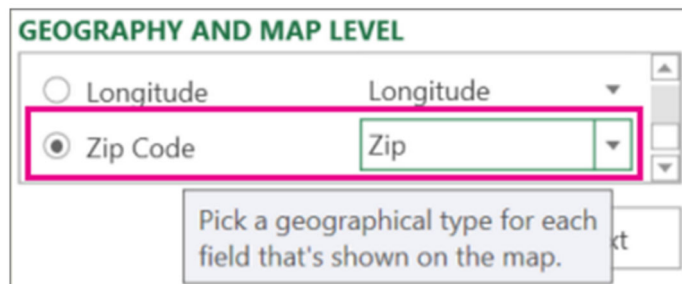 GEOGRAPHY AND MAP LEVEL
Longitude Longitude
Zip Code Zip
Pick a geographical type for each
field that's shown on the map.
xt